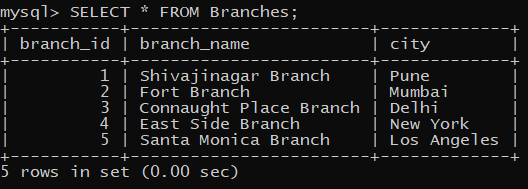 mysql> SELECT * FROM Branches;
+-----------+------------------------+-------------+
| branch_id | branch_name            | city        |
+-----------+------------------------+-------------+
|         1 | Shivajinagar Branch    | Pune        |
|         2 | Fort Branch            | Mumbai      |
|         3 | Connaught Place Branch | Delhi       |
|         4 | East Side Branch       | New York    |
|         5 | Santa Monica Branch    | Los Angeles |
+-----------+------------------------+-------------+
5 rows in set (0.00 sec)